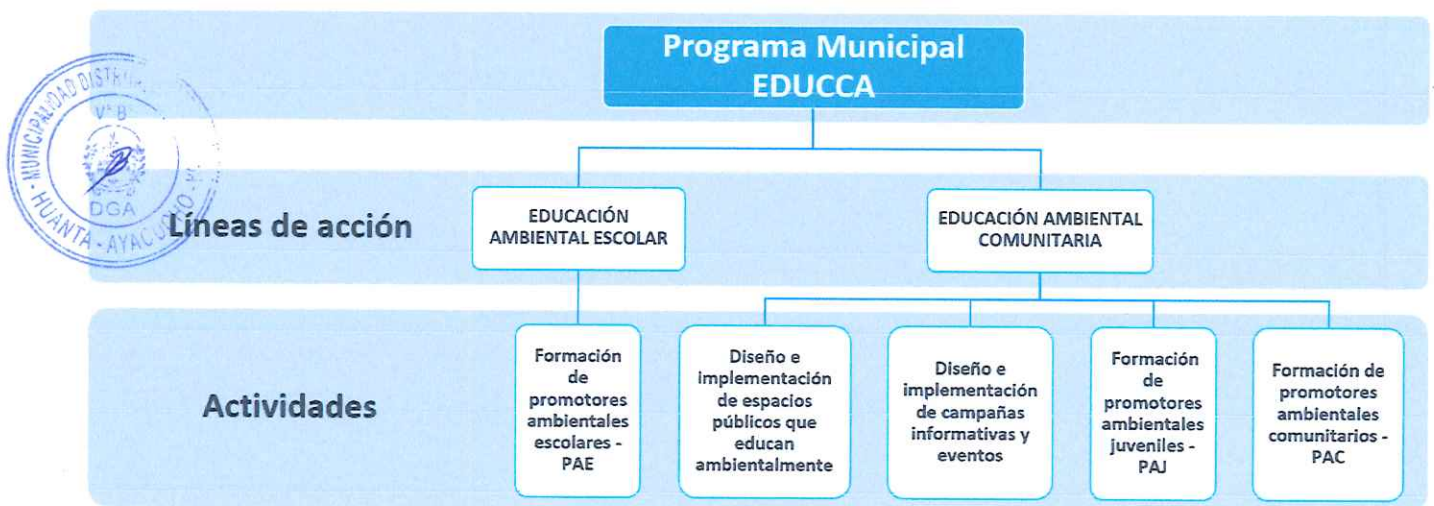 Programa Municipal
EDUCCA
MUNICIPALIDAD
V°B
DGA
HUANTA - AYACUCHO
Líneas de acción
EDUCACIÓN
AMBIENTAL ESCOLAR
EDUCACIÓN AMBIENTAL
COMUNITARIA
Actividades
Formación
de
promotores
ambientales
escolares -
PAE
Diseño e
implementación
de espacios
públicos que
educan
ambientalmente
Diseño e
implementación
de campañas
informativas y
eventos
Formación
de
promotores
ambientales
juveniles -
PAJ
Formación de
promotores
ambientales
comunitarios -
PAC